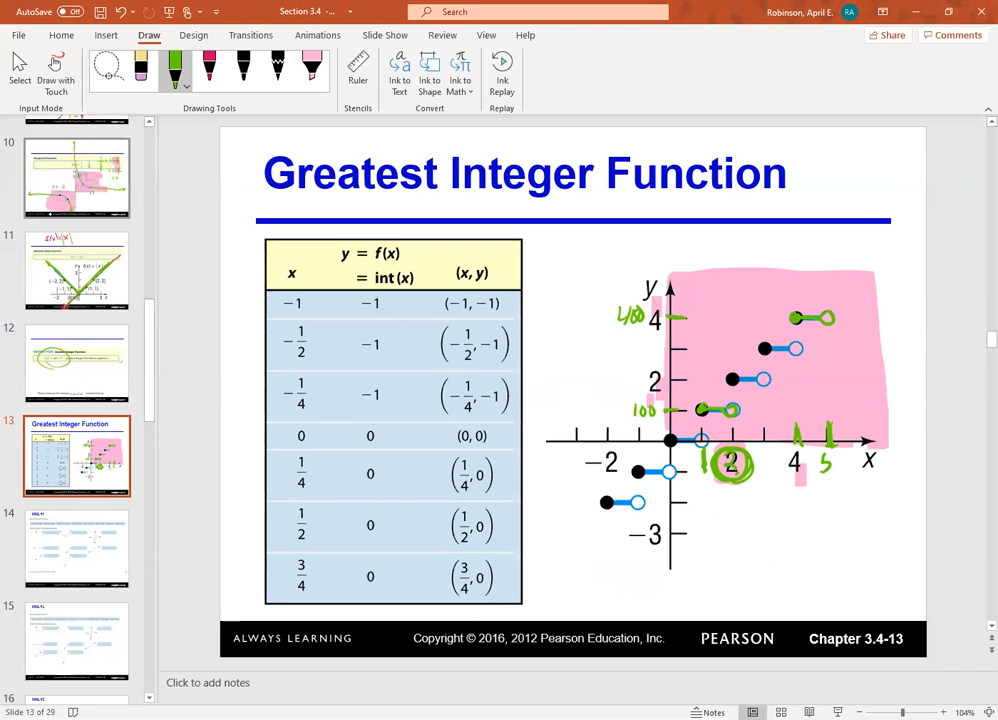 AutoSave Off
Section 3.4 - ...
Search
Robinson, April E. RA
File Home Insert Draw Design Transitions Animations Slide Show Review View Help
Share Comments
Select
Draw with Touch
Ruler
Ink to Text
Ink to Shape
Ink to Math
Ink Replay
Input Mode
Drawing Tools
Stencils
Convert
Replay
10
11
12
13
Greatest Integer Function
14
15
16
Greatest Integer Function
y = f(x)
x = int(x) (x, y)
−1 −1 (−1, −1)
−1/2 −1 (−1/2, −1)
−1/4 −1 (−1/4, −1)
0 0 (0, 0)
1/4 0 (1/4, 0)
1/2 0 (1/2, 0)
3/4 0 (3/4, 0)
y
400 4
2
100
−2 1 2 4 5 x
−3
ALWAYS LEARNING
Copyright © 2016, 2012 Pearson Education, Inc.
PEARSON
Chapter 3.4-13
Click to add notes
Slide 13 of 29
Notes
104%